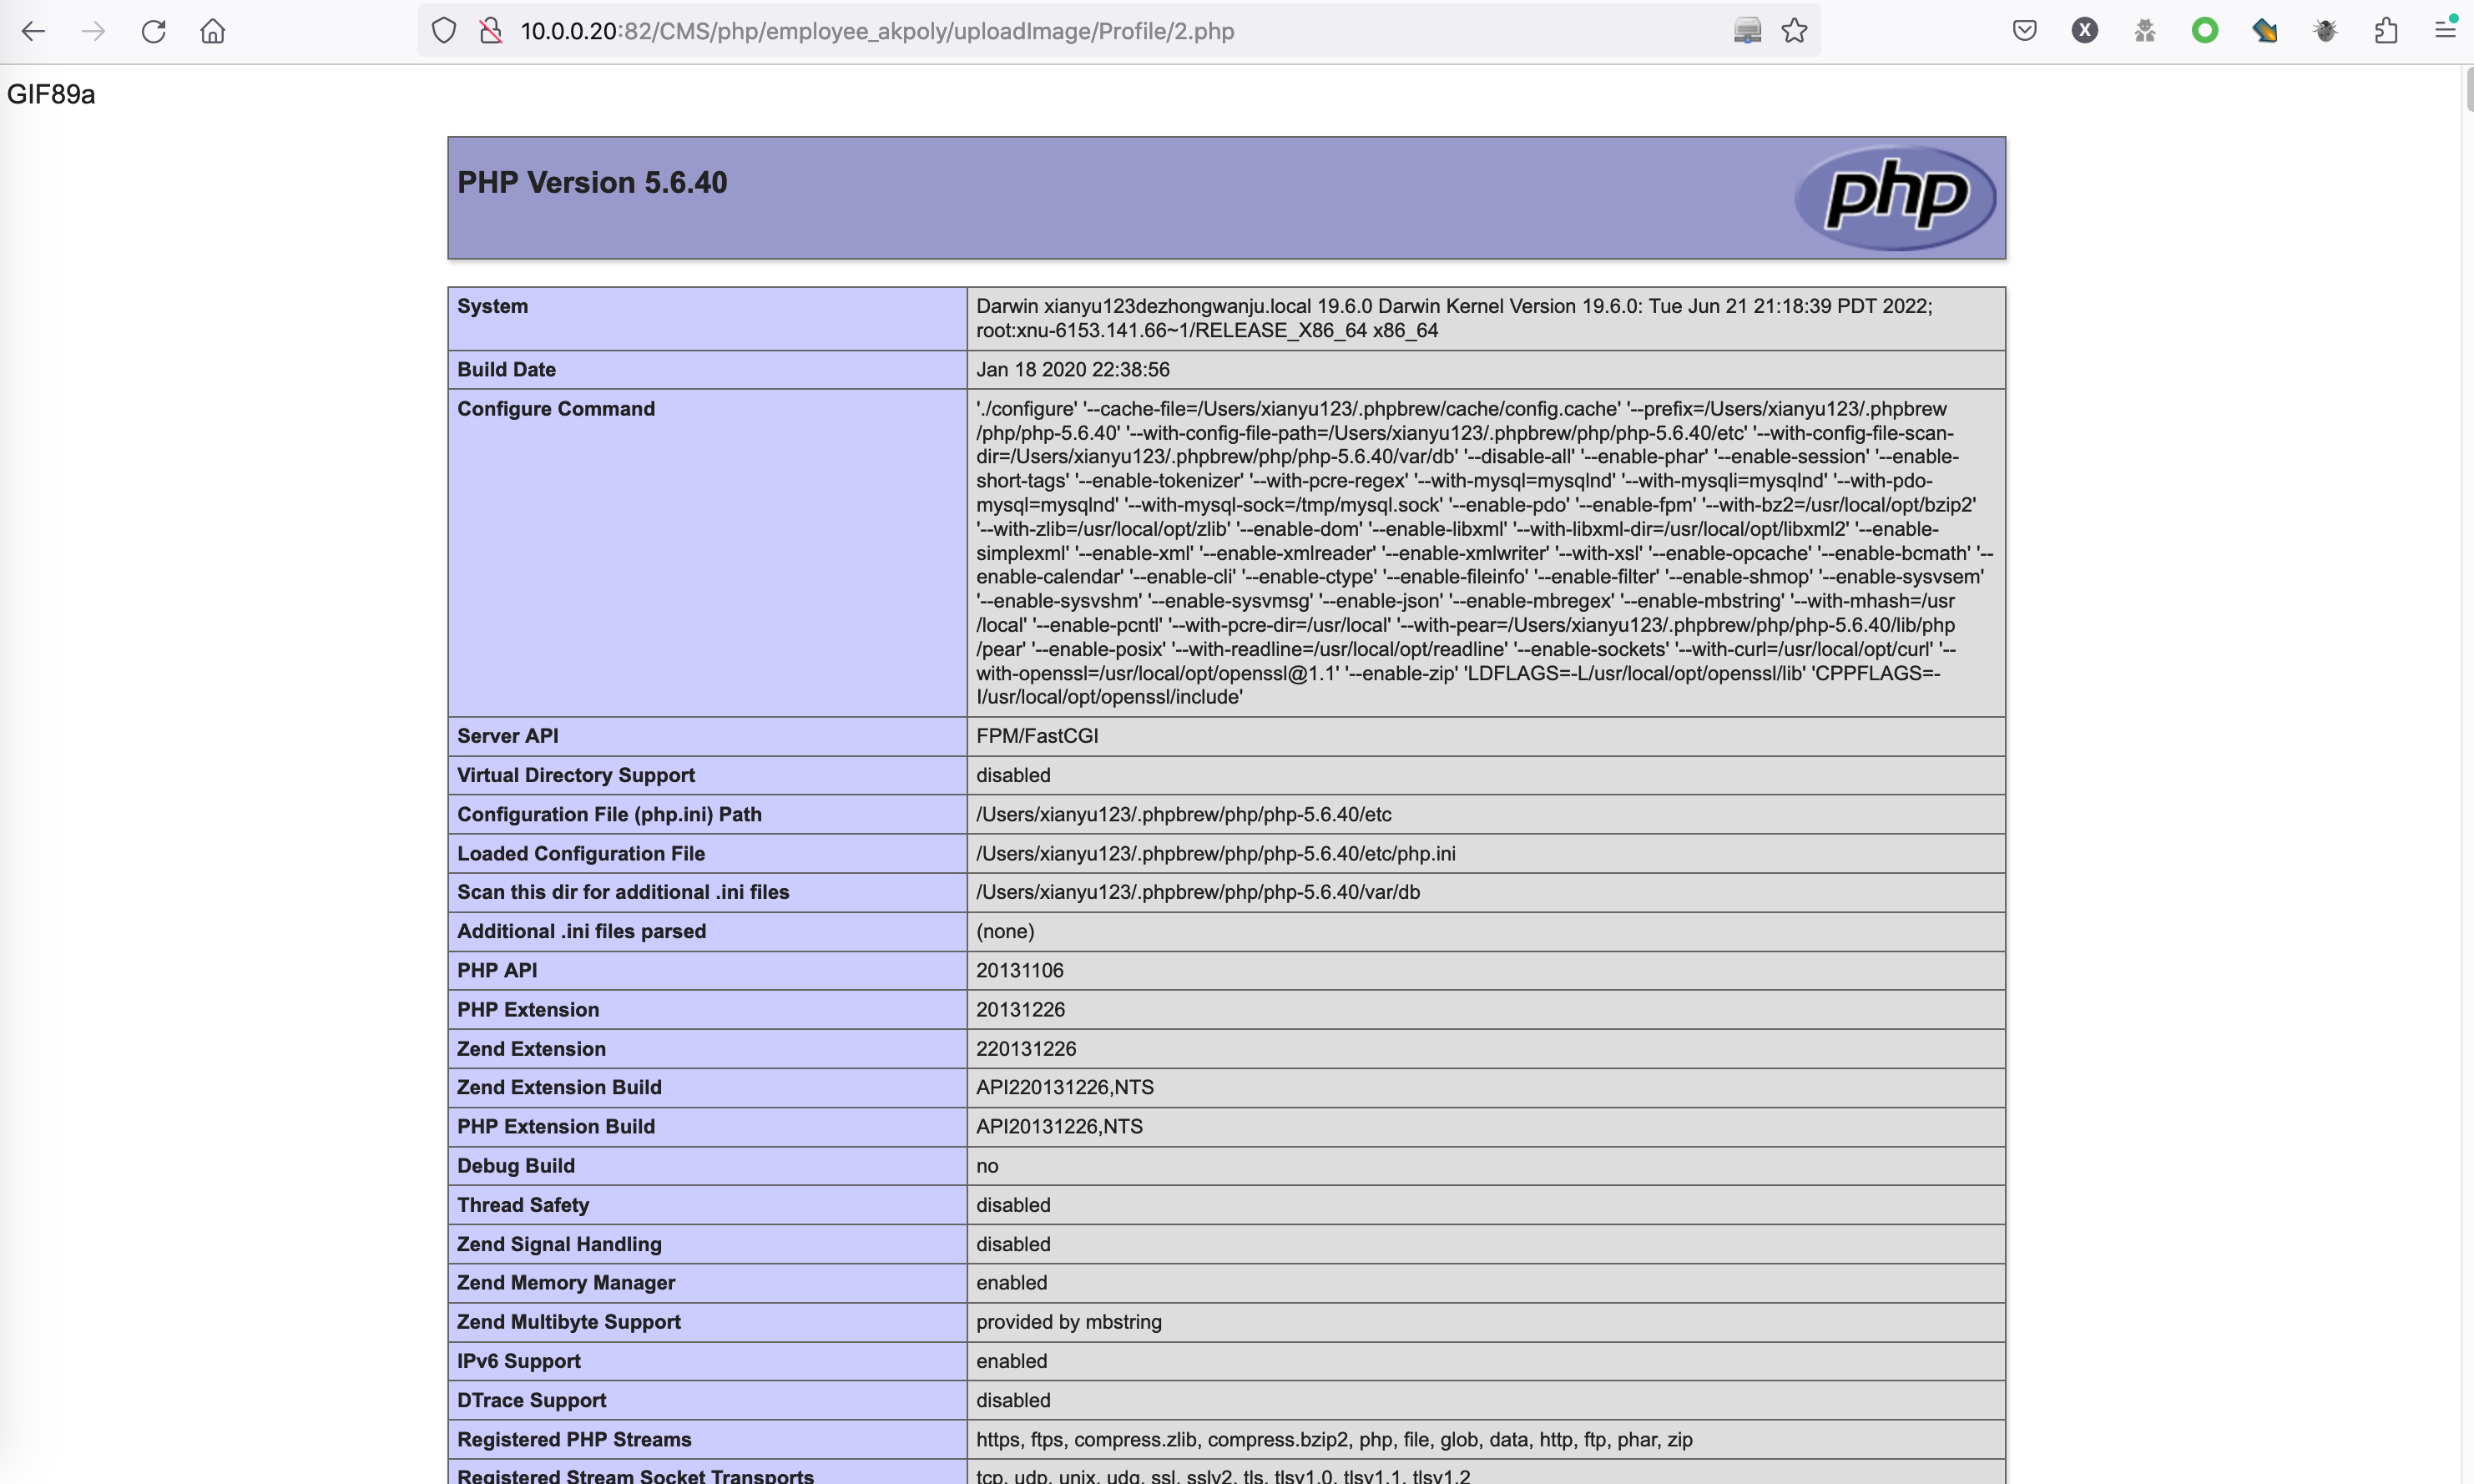 10.0.0.20:82/CMS/php/employee_akpoly/uploadImage/Profile/2.php
X
GIF89a
PHP Version 5.6.40
php
System
Darwin xianyu123dezhongwanju.local 19.6.0 Darwin Kernel Version 19.6.0: Tue Jun 21 21:18:39 PDT 2022;
root:xnu-6153.141.66~1/RELEASE_X86_64 x86_64
Build Date
Jan 18 2020 22:38:56
Configure Command
'./configure' '--cache-file=/Users/xianyu123/.phpbrew/cache/config.cache' '--prefix=/Users/xianyu123/.phpbrew
/php/php-5.6.40' '--with-config-file-path=/Users/xianyu123/.phpbrew/php/php-5.6.40/etc' '--with-config-file-scan-
dir=/Users/xianyu123/.phpbrew/php/php-5.6.40/var/db' '--disable-all' '--enable-phar' '--enable-session' '--enable-
short-tags' '--enable-tokenizer' '--with-pcre-regex' '--with-mysql=mysqlnd' '--with-mysqli=mysqlnd' '--with-pdo-
mysql=mysqlnd' '--with-mysql-sock=/tmp/mysql.sock' '--enable-pdo' '--enable-fpm' '--with-bz2=/usr/local/opt/bzip2'
'--with-zlib=/usr/local/opt/zlib' '--enable-dom' '--enable-libxml' '--with-libxml-dir=/usr/local/opt/libxml2' '--enable-
simplexml' '--enable-xml' '--enable-xmlreader' '--enable-xmlwriter' '--with-xsl' '--enable-opcache' '--enable-bcmath' '--
enable-calendar' '--enable-cli' '--enable-ctype' '--enable-fileinfo' '--enable-filter' '--enable-shmop' '--enable-sysvsem'
'--enable-sysvshm' '--enable-sysvmsg' '--enable-json' '--enable-mbregex' '--enable-mbstring' '--with-mhash=/usr
/local' '--enable-pcntl' '--with-pcre-dir=/usr/local' '--with-pear=/Users/xianyu123/.phpbrew/php/php-5.6.40/lib/php
/pear' '--enable-posix' '--with-readline=/usr/local/opt/readline' '--enable-sockets' '--with-curl=/usr/local/opt/curl' '--
with-openssl=/usr/local/opt/openssl@1.1' '--enable-zip' 'LDFLAGS=-L/usr/local/opt/openssl/lib' 'CPPFLAGS=-
I/usr/local/opt/openssl/include'
Server API
FPM/FastCGI
Virtual Directory Support
disabled
Configuration File (php.ini) Path
/Users/xianyu123/.phpbrew/php/php-5.6.40/etc
Loaded Configuration File
/Users/xianyu123/.phpbrew/php/php-5.6.40/etc/php.ini
Scan this dir for additional .ini files
/Users/xianyu123/.phpbrew/php/php-5.6.40/var/db
Additional .ini files parsed
(none)
PHP API
20131106
PHP Extension
20131226
Zend Extension
220131226
Zend Extension Build
API220131226,NTS
PHP Extension Build
API20131226,NTS
Debug Build
no
Thread Safety
disabled
Zend Signal Handling
disabled
Zend Memory Manager
enabled
Zend Multibyte Support
provided by mbstring
IPv6 Support
enabled
DTrace Support
disabled
Registered PHP Streams
https, ftps, compress.zlib, compress.bzip2, php, file, glob, data, http, ftp, phar, zip
Registered Stream Socket Transports
tcp, udp, unix, udg, ssl, sslv2, tls, tlsv1.0, tlsv1.1, tlsv1.2